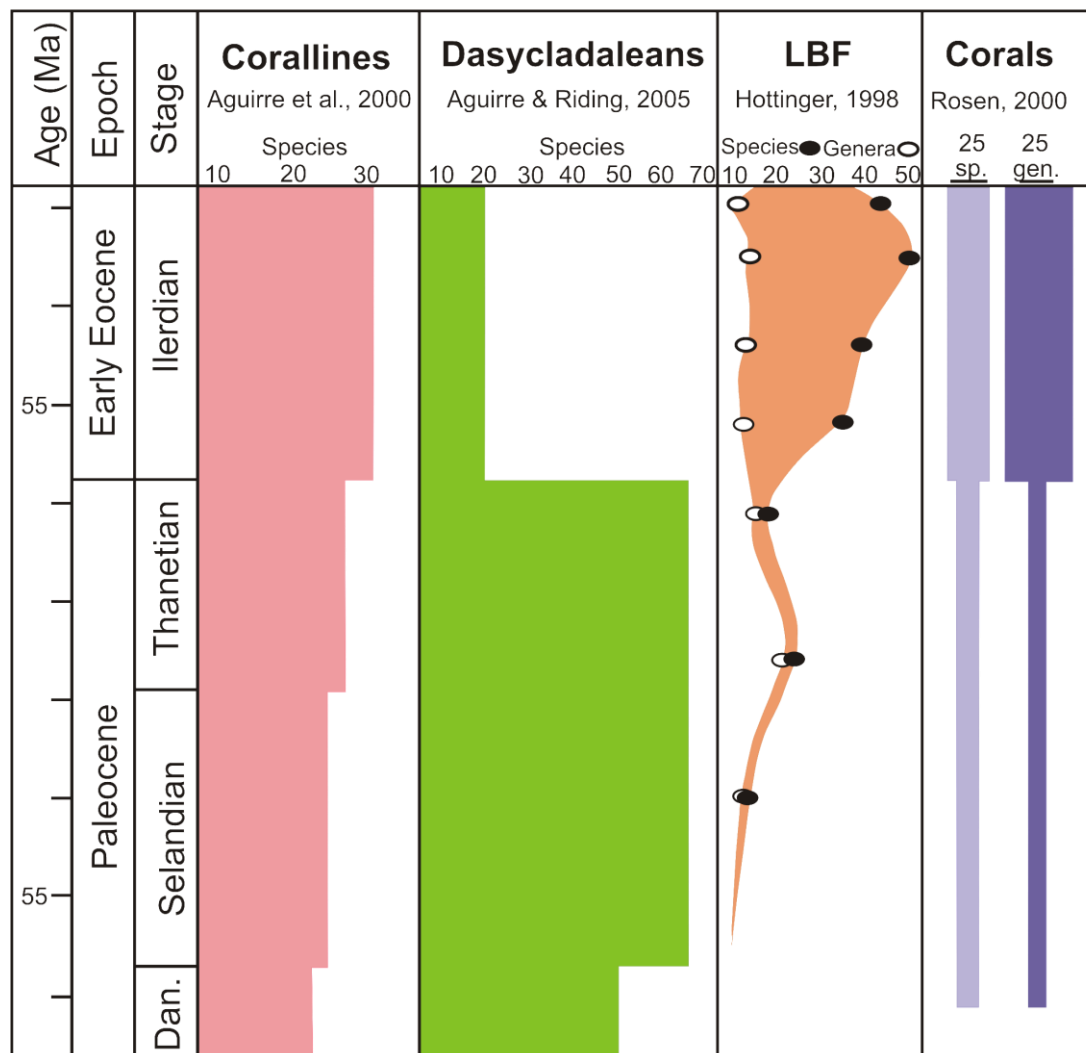 Age (Ma)
Epoch
Stage
Corallines
Aguirre et al., 2000
Species
10 20 30
Dasycladaleans
Aguirre & Riding, 2005
Species
10 20 30 40 50 60 70
LBF
Hottinger, 1998
Species Genera
10 20 30 40 50
Corals
Rosen, 2000
25 25
sp. gen.
55
55
Early Eocene
Paleocene
Ilerdian
Thanetian
Selandian
Dan.